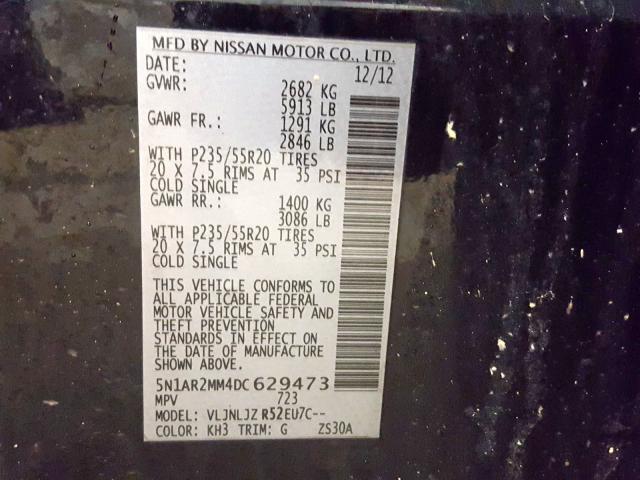 MFD BY NISSAN MOTOR CO., LTD.
DATE: 12/12
GVWR: 2682 KG
5913 LB
GAWR FR.: 1291 KG
2846 LB
WITH P235/55R20 TIRES
20 X 7.5 RIMS AT 35 PSI
COLD SINGLE
GAWR RR.: 1400 KG
3086 LB
WITH P235/55R20 TIRES
20 X 7.5 RIMS AT 35 PSI
COLD SINGLE
THIS VEHICLE CONFORMS TO
ALL APPLICABLE FEDERAL
MOTOR VEHICLE SAFETY AND
THEFT PREVENTION
STANDARDS IN EFFECT ON
THE DATE OF MANUFACTURE
SHOWN ABOVE.
5N1AR2MM4DC629473
MPV 723
MODEL: VLJNLJZ R52EU7C--
COLOR: KH3 TRIM: G ZS30A